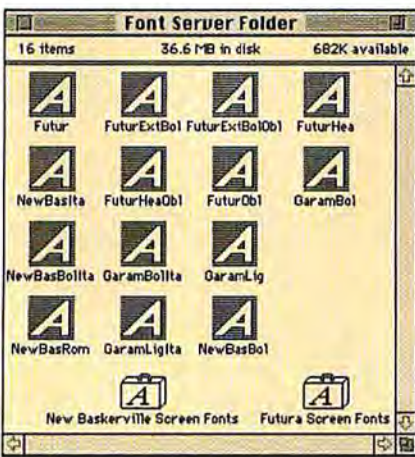 Font Server Folder
16 items 36.6 MB in disk 682K available
Futur FuturExtBol FuturExtBolObl FuturHea
NewBasIta FuturHeaObl FuturObl GaramBol
NewBasBolIta GaramBolIta GaramLig
NewBasRom GaramLigIta NewBasBol
New Baskerville Screen Fonts Futura Screen Fonts